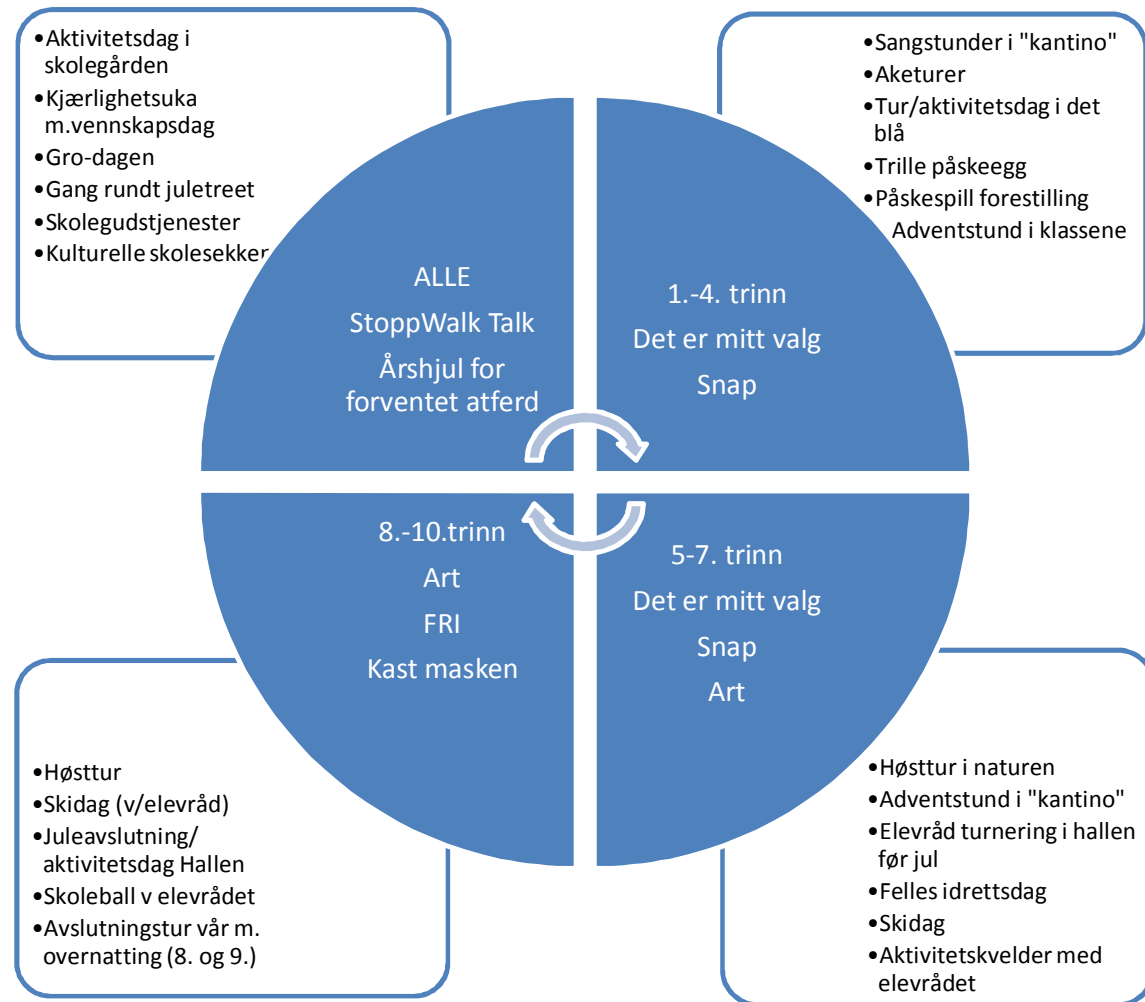 •Aktivitetsdag i
skolegården
•Kjærlighetsuka
m.vennskapsdag
•Gro-dagen
•Gang rundt juletreet
•Skolegudstjenester
•Kulturelle skolesekken
•Sangstunder i "kantino"
•Aketurer
•Tur/aktivitetsdag i det
blå
•Trille påskeegg
•Påskespill forestilling
Adventstund i klassene
ALLE
StoppWalk Talk
Årshjul for
forventet atferd
1.-4. trinn
Det er mitt valg
Snap
8.-10.trinn
Art
FRI
Kast masken
5-7. trinn
Det er mitt valg
Snap
Art
•Høsttur
•Skidag (v/elevråd)
•Juleavslutning/
aktivitetsdag Hallen
•Skoleball v elevrådet
•Avslutningstur vår m.
overnatting (8. og 9.)
•Høsttur i naturen
•Adventstund i "kantino"
•Elevråd turnering i hallen
før jul
•Felles idrettsdag
•Skidag
•Aktivitetskvelder med
elevrådet